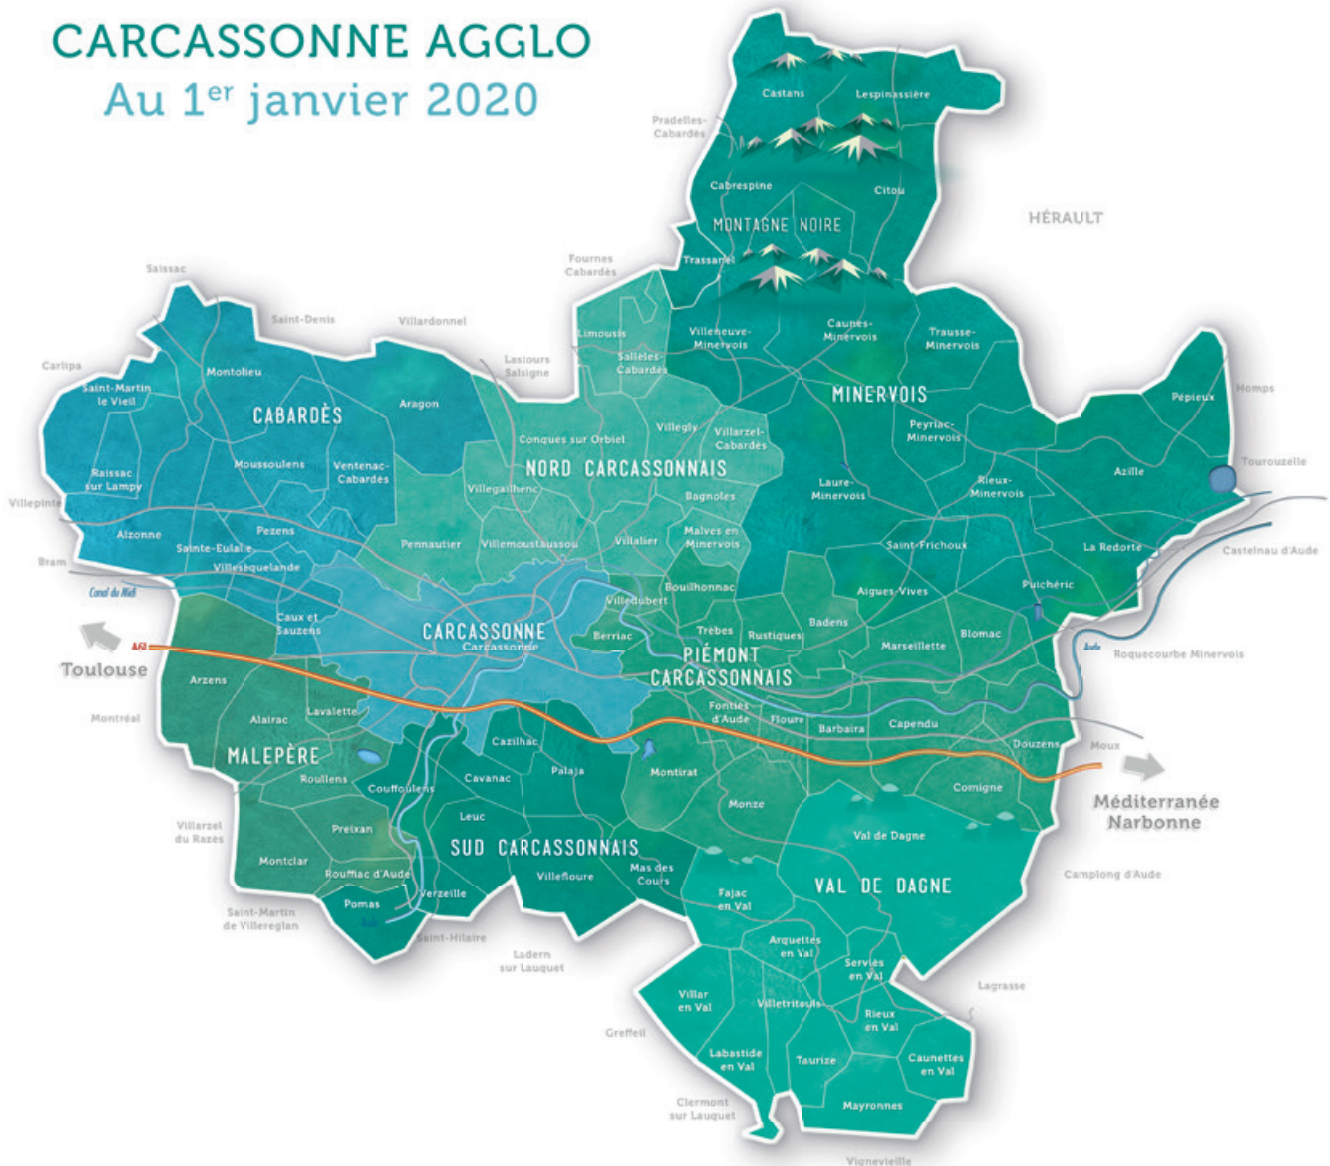 CARCASSONNE AGGLO
Au 1er janvier 2020
Castans
Lespinassière
Pradelles-
Cabardès
Cabrespine
Citou
HÉRAULT
MONTAGNE NOIRE
Trassanel
Fournes
Cabardès
Saissac
Saint-Denis
Villardonnel
Limousis
Villeneuve-
Minervois
Caunes-
Minervois
Trausse-
Minervois
Carlipa
Lastours
Salsigne
Sallèles-
Cabardès
Montolieu
Saint-Martin
le Vieil
CABARDÈS
Aragon
MINERVOIS
Pépieux
Homps
Conques sur Orbiel
Villegly
Villarzel-
Cabardès
Peyriac-
Minervois
Moussoulens
Ventenac-
Cabardès
NORD CARCASSONNAIS
Azille
Tourouzelle
Raissac
sur Lampy
Villegailhenc
Bagnoles
Laure-
Minervois
Rieux-
Minervois
Villepinte
Alzonne
Pezens
Sainte-Eulalie
Pennautier
Villemoustaussou
Villalier
Malves en
Minervois
Saint-Frichoux
La Redorte
Castelnau d'Aude
Bram
Villesèquelande
Canal du Midi
Bouilhonnac
Villedubert
Aigues-Vives
Puichéric
Caux et
Sauzens
CARCASSONNE
Carcassonne
Berriac
Trèbes
Rustiques
Badens
Blomac
Marseillette
Aude
Roquecourbe Minervois
A61
Toulouse
PIÉMONT
CARCASSONNAIS
Arzens
Montréal
Alairac
Lavalette
Fontiès
d'Aude
Floure
Barbaira
Capendu
Douzens
Moux
MALEPÈRE
Cazilhac
Roullens
Couffoulens
Cavanac
Palaja
Montirat
Comigne
Monze
Méditerranée
Narbonne
Villarzel
du Razès
Preixan
Leuc
Val de Dagne
SUD CARCASSONNAIS
Montclar
Rouffiac d'Aude
Villefloure
Mas des
Cours
Camplong d'Aude
VAL DE DAGNE
Verzeille
Pomas
Aude
Fajac
en Val
Saint-Martin
de Villereglan
Saint-Hilaire
Ladern
sur Lauquet
Arquettes
en Val
Serviès
en Val
Lagrasse
Villar
en Val
Villetritouls
Rieux
en Val
Greffeil
Labastide
en Val
Taurize
Caunettes
en Val
Clermont
sur Lauquet
Mayronnes
Vignevieille